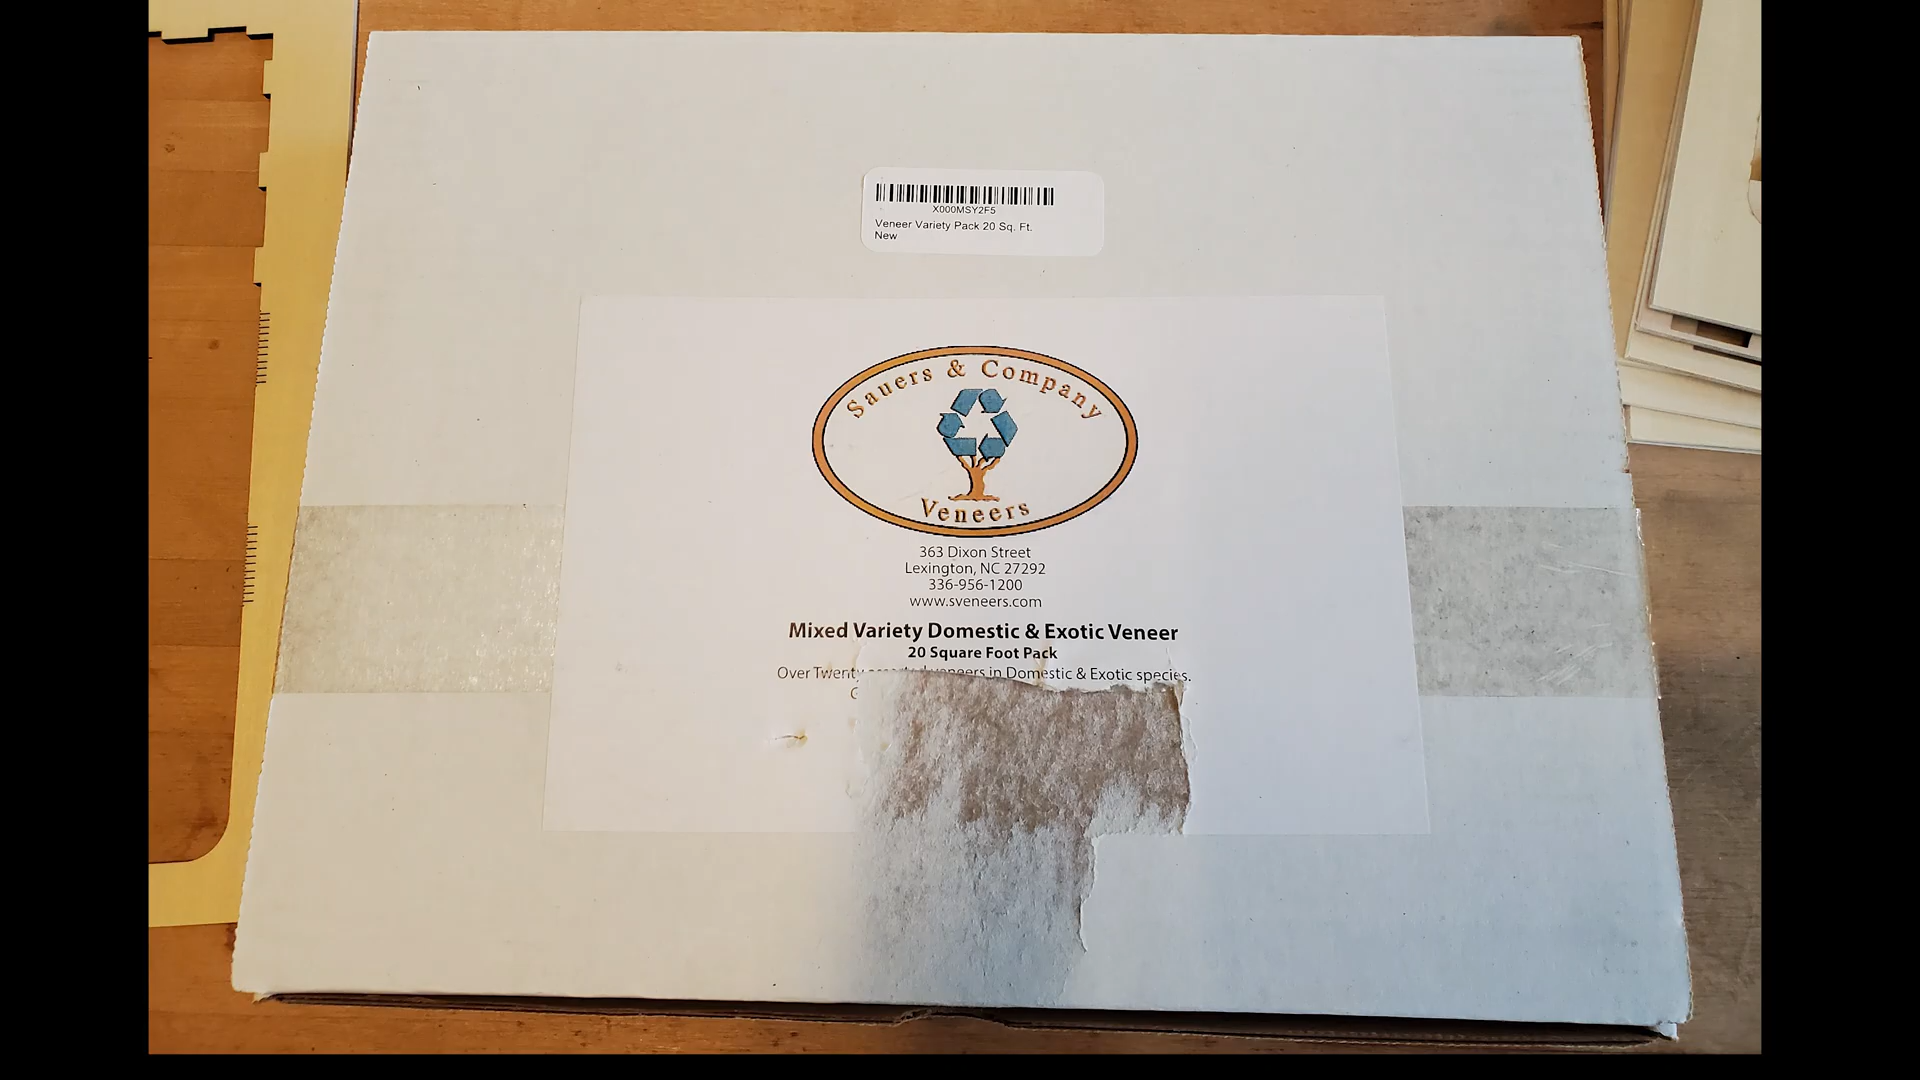 X000MSY2F5
Veneer Variety Pack 20 Sq. Ft.
New
Sauers & Company
Veneers
363 Dixon Street
Lexington, NC 27292
336-956-1200
www.sveneers.com
Mixed Variety Domestic & Exotic Veneer
20 Square Foot Pack
Over Twenty assorted veneers in Domestic & Exotic species.